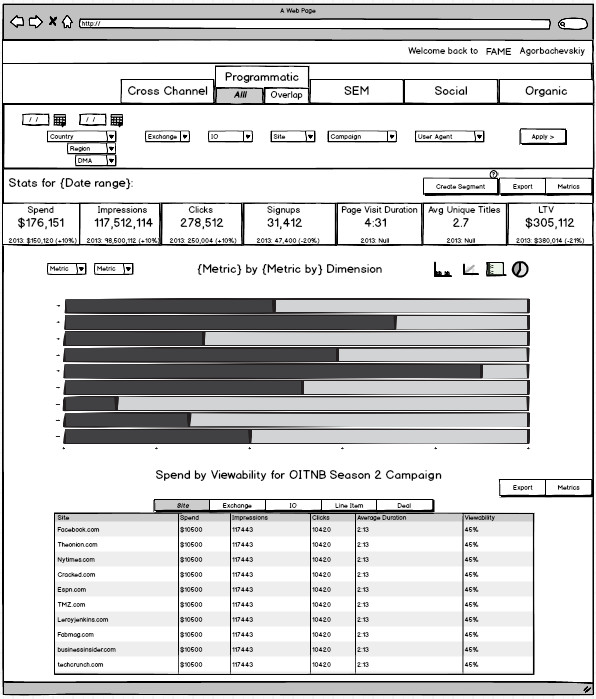 A Web Page
http://
Welcome back to FAME Agorbachevskiy
Cross Channel Programmatic SEM Social Organic
Alll Overlap
/ / / /
Country Exchange IO Site Campaign User Agent Apply >
Region
DMA
Stats for {Date range}:
? Create Segment Export Metrics
Spend Impressions Clicks Signups Page Visit Duration Avg Unique Titles LTV
$176,151 117,512,114 278,512 31,412 4:31 2.7 $305,112
2013: $150,120 (+10%) 2013: 98,500,112 (+10%) 2013: 250,004 (+10%) 2013: 47,400 (-20%) 2013: Null 2013: Null 2013: $380,014 (-21%)
Metric Metric {Metric} by {Metric by} Dimension
Spend by Viewability for OITNB Season 2 Campaign
Export Metrics
Site Exchange IO Line Item Deal
Site Spend Impressions Clicks Average Duration Viewability
Facebook.com $10500 117443 10420 2:13 45%
Theonion.com $10500 117443 10420 2:13 45%
Nytimes.com $10500 117443 10420 2:13 45%
Cracked.com $10500 117443 10420 2:13 45%
Espn.com $10500 117443 10420 2:13 45%
TMZ.com $10500 117443 10420 2:13 45%
Leroyjenkins.com $10500 117443 10420 2:13 45%
Fabmag.com $10500 117443 10420 2:13 45%
businessinsider.com $10500 117443 10420 2:13 45%
techcrunch.com $10500 117443 10420 2:13 45%